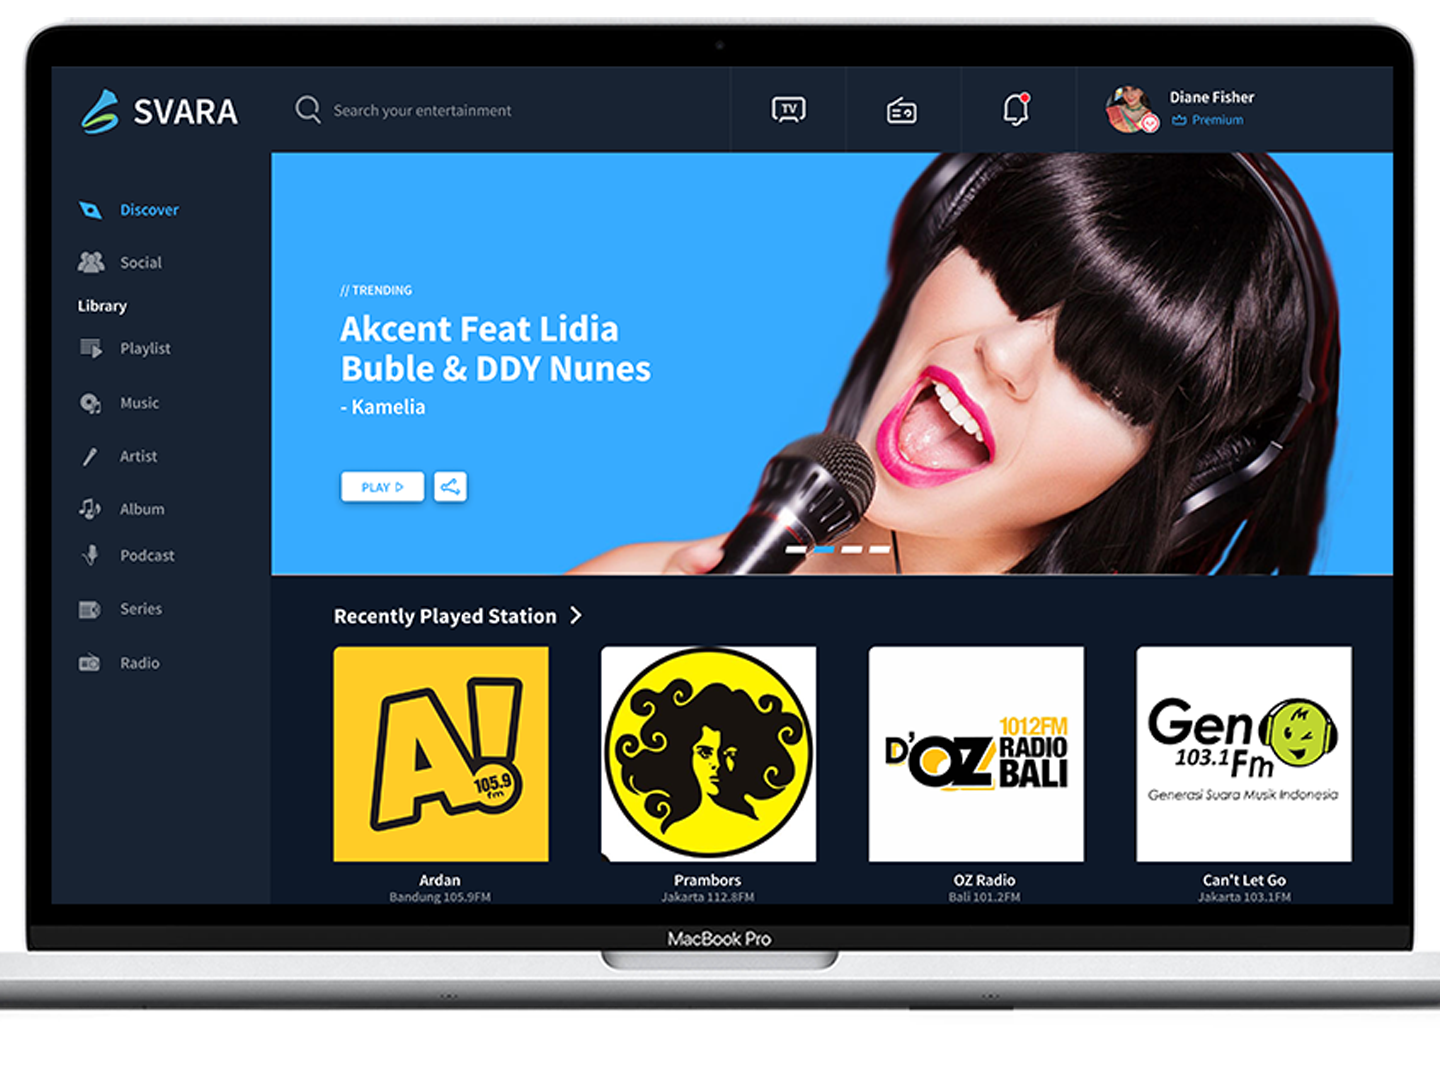 SVARA
Search your entertainment
TV
Diane Fisher
Premium
Discover
Social
Library
Playlist
Music
Artist
Album
Podcast
Series
Radio
// TRENDING
Akcent Feat Lidia
Buble & DDY Nunes
- Kamelia
PLAY
Recently Played Station
A!
105.9
fm
D'OZ
1012FM
RADIO
BALI
Gen
103.1
Fm
Generasi Suara Musik Indonesia
Ardan
Bandung 105.9FM
Prambors
Jakarta 112.8FM
OZ Radio
Bali 101.2FM
Can't Let Go
Jakarta 103.1FM
MacBook Pro